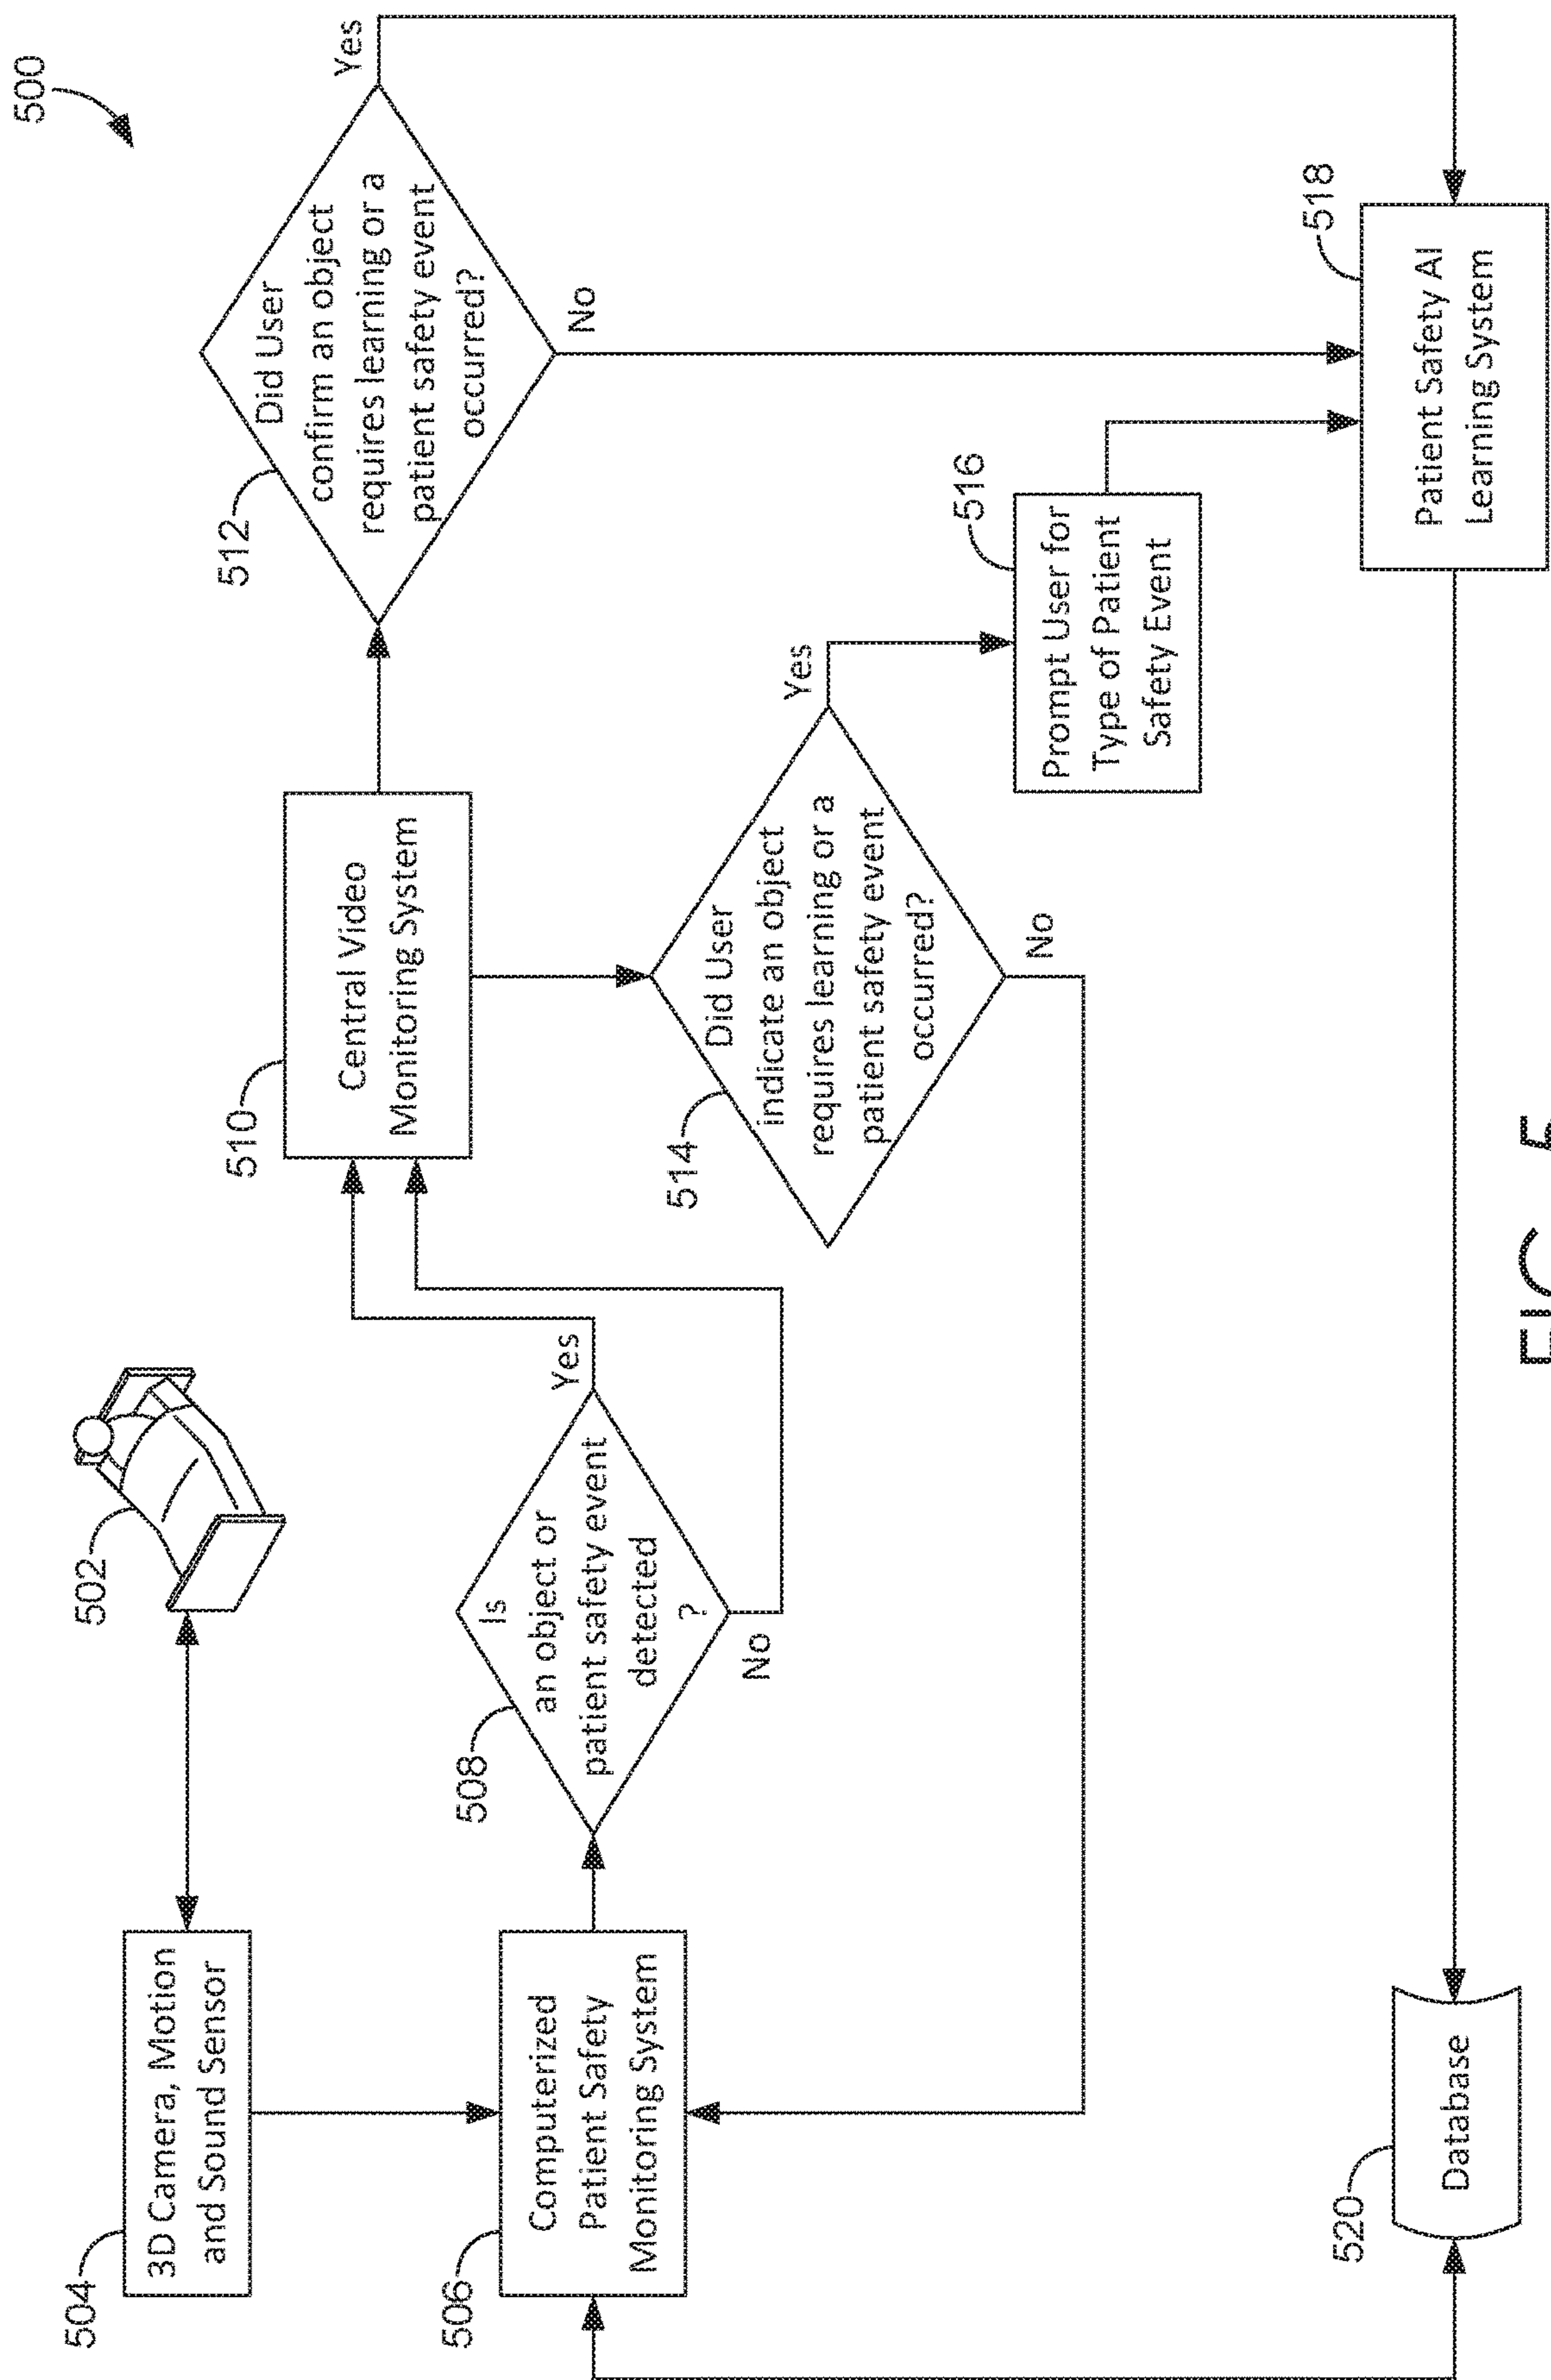 500
502
504
3D Camera, Motion
and Sound Sensor
506
Computerized
Patient Safety
Monitoring System
508
Is
an object or
patient safety event
detected
?
Yes
No
510
Central Video
Monitoring System
512
Did User
confirm an object
requires learning or a
patient safety event
occurred?
Yes
No
514
Did User
indicate an object
requires learning or a
patient safety event
occurred?
Yes
No
516
Prompt User for
Type of Patient
Safety Event
518
Patient Safety AI
Learning System
520
Database